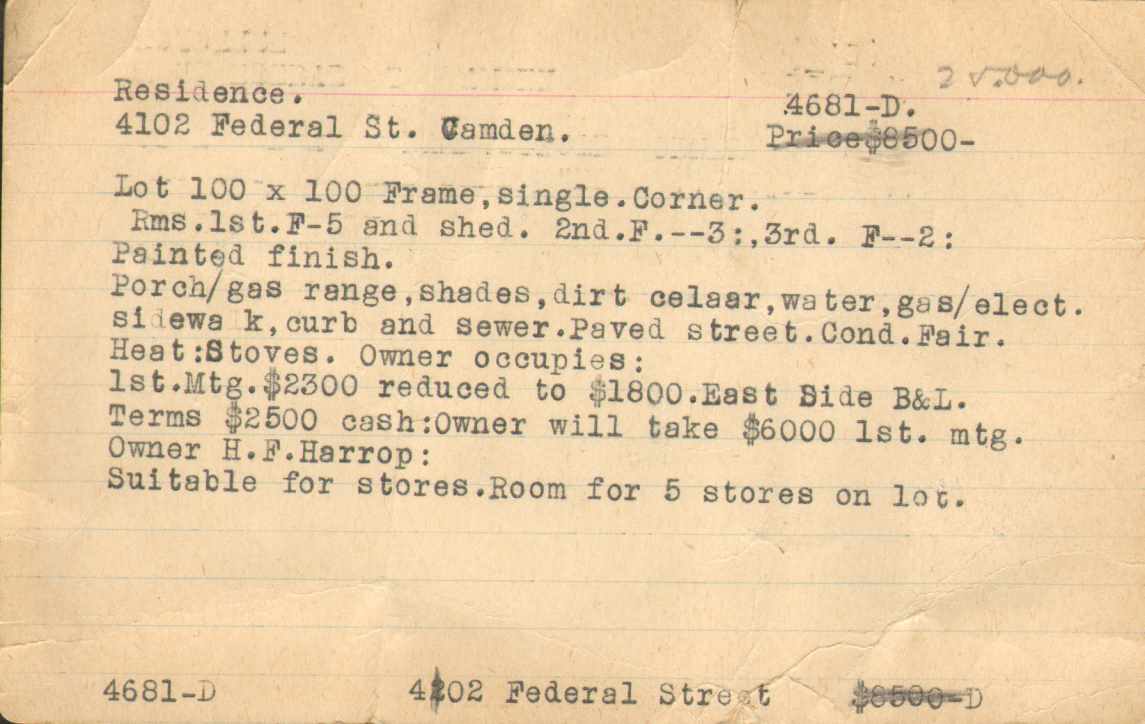 25.000.
Residence. 4681-D.
4102 Federal St. Camden. Price $8500-
Lot 100 x 100 Frame,single.Corner.
Rms.1st.F-5 and shed. 2nd.F.--3:,3rd. F--2:
Painted finish.
Porch/gas range,shades,dirt celaar,water,gas/elect.
sidewa k,curb and sewer.Paved street.Cond.Fair.
Heat:Stoves. Owner occupies:
1st.Mtg.$2300 reduced to $1800.East Side B&L.
Terms $2500 cash:Owner will take $6000 1st. mtg.
Owner H.F.Harrop:
Suitable for stores.Room for 5 stores on lot.
4681-D 4102 Federal Street $8500-D